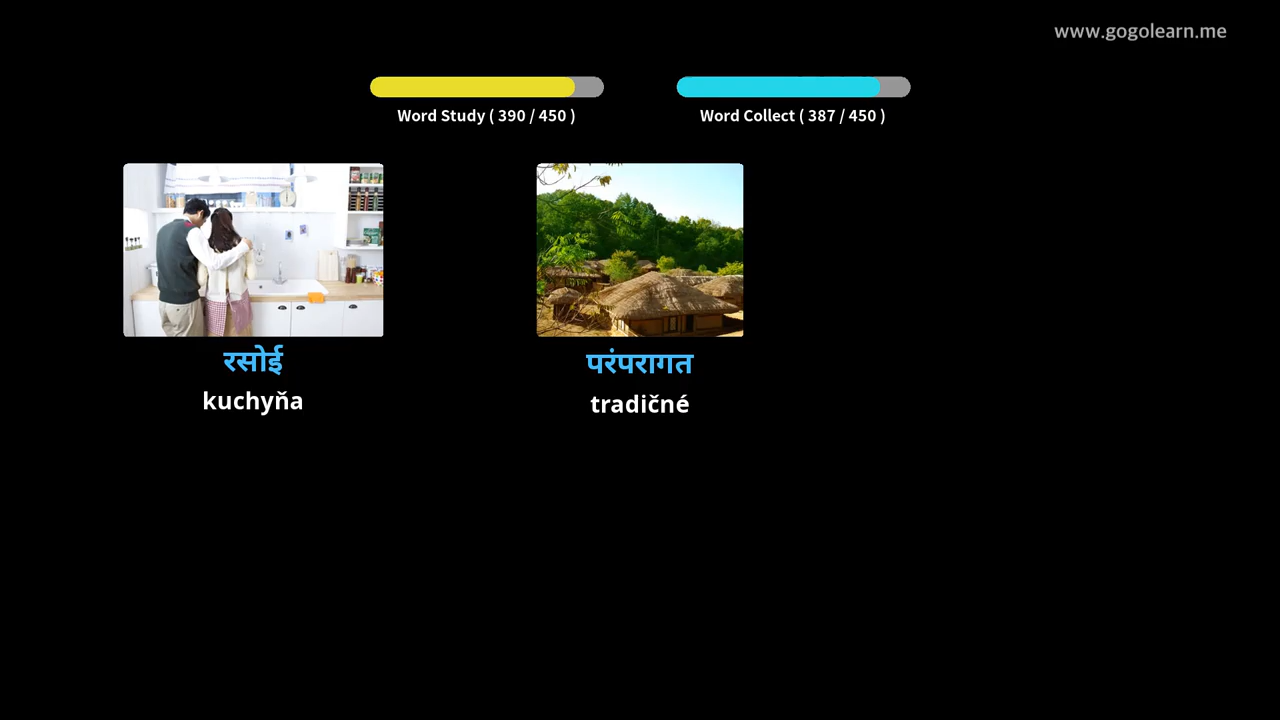 www.gogolearn.me
Word Study ( 390 / 450 )
Word Collect ( 387 / 450 )
रसोई
kuchyňa
परंपरागत
tradičné